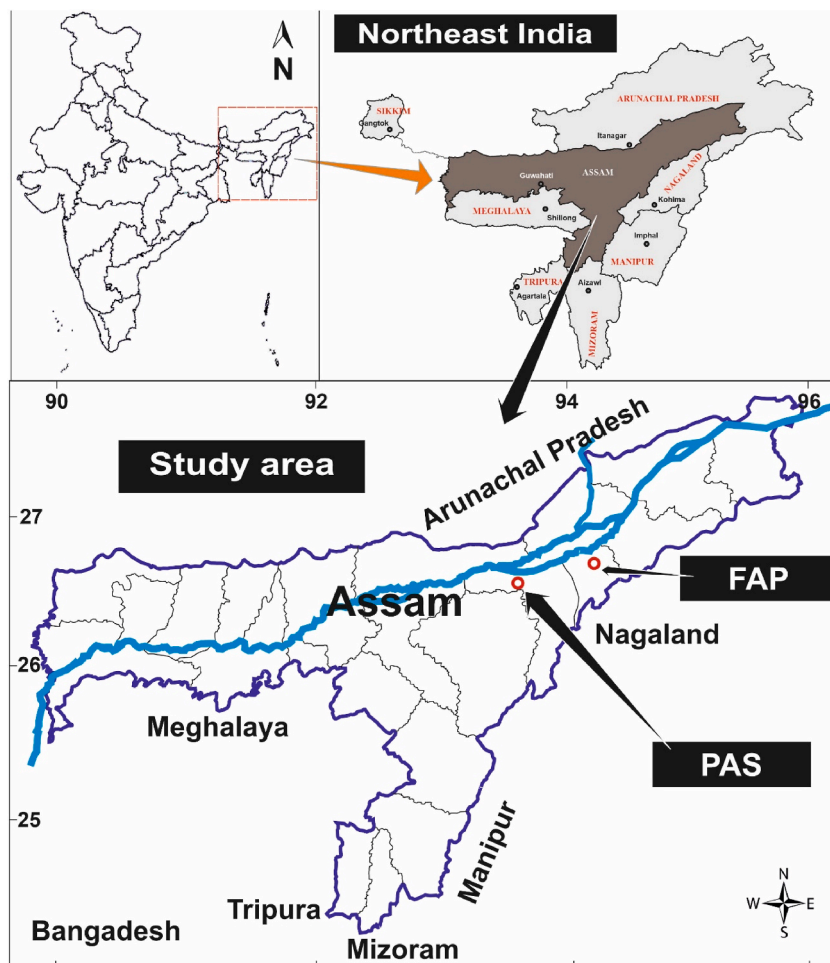 N
Northeast India
SIKKIM
Gangtok
ARUNACHAL PRADESH
Itanagar
ASSAM
Guwahati
NAGALAND
Kohima
MEGHALAYA
Shillong
Imphal
MANIPUR
TRIPURA
Agartala
Aizawl
MIZORAM
90
92
94
96
Study area
Arunachal Pradesh
27
Assam
FAP
Nagaland
26
Meghalaya
PAS
25
Manipur
Tripura
Bangadesh
Mizoram
N
W
E
S